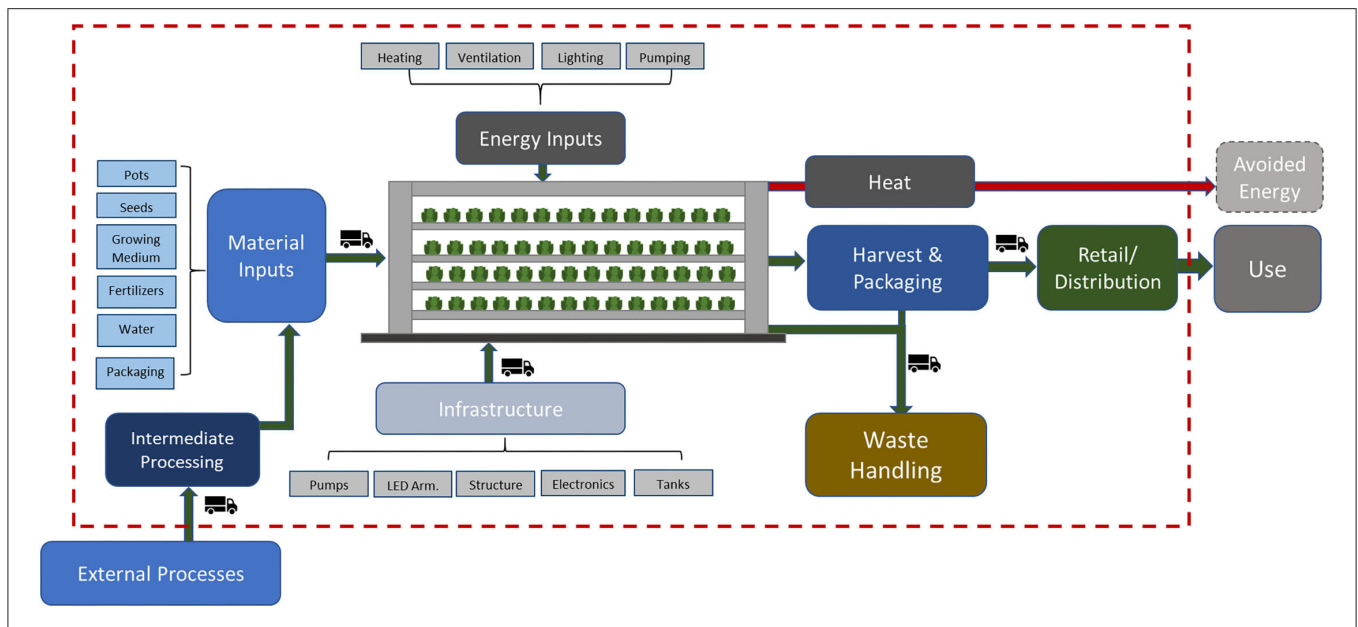 Heating
Ventilation
Lighting
Pumping
Energy Inputs
Pots
Seeds
Growing
Medium
Fertilizers
Water
Packaging
Material
Inputs
Heat
Avoided
Energy
Harvest &
Packaging
Retail/
Distribution
Use
Infrastructure
Pumps
LED Arm.
Structure
Electronics
Tanks
Intermediate
Processing
Waste
Handling
External Processes